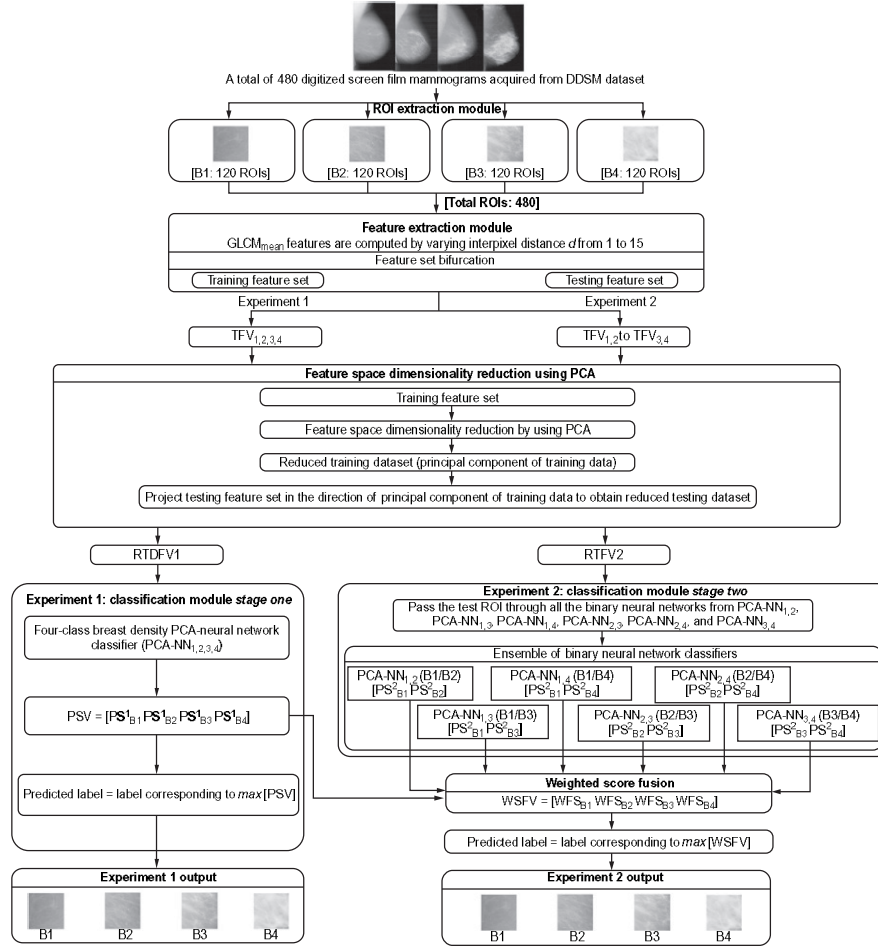 A total of 480 digitized screen film mammograms acquired from DDSM dataset
ROI extraction module
[B1: 120 ROIs] [B2: 120 ROIs] [B3: 120 ROIs] [B4: 120 ROIs]
[Total ROIs: 480]
Feature extraction module
GLCMmean features are computed by varying interpixel distance d from 1 to 15
Feature set bifurcation
Training feature set Testing feature set
Experiment 1 Experiment 2
TFV1,2,3,4 TFV1,2 to TFV3,4
Feature space dimensionality reduction using PCA
Training feature set
Feature space dimensionality reduction by using PCA
Reduced training dataset (principal component of training data)
Project testing feature set in the direction of principal component of training data to obtain reduced testing dataset
RTDFV1 RTFV2
Experiment 1: classification module stage one
Four-class breast density PCA-neural network
classifier (PCA-NN1,2,3,4)
PSV = [PS¹B1 PS¹B2 PS¹B3 PS¹B4]
Predicted label = label corresponding to max [PSV]
Experiment 1 output
B1 B2 B3 B4
Experiment 2: classification module stage two
Pass the test ROI through all the binary neural networks from PCA-NN1,2,
PCA-NN1,3, PCA-NN1,4, PCA-NN2,3, PCA-NN2,4, and PCA-NN3,4
Ensemble of binary neural network classifiers
PCA-NN1,2 (B1/B2) PCA-NN1,4 (B1/B4) PCA-NN2,4 (B2/B4)
[PS²B1 PS²B2] [PS²B1 PS²B4] [PS²B2 PS²B4]
PCA-NN1,3 (B1/B3) PCA-NN2,3 (B2/B3) PCA-NN3,4 (B3/B4)
[PS²B1 PS²B3] [PS²B2 PS²B3] [PS²B3 PS²B4]
Weighted score fusion
WSFV = [WFSB1 WFSB2 WFSB3 WFSB4]
Predicted label = label corresponding to max [WSFV]
Experiment 2 output
B1 B2 B3 B4